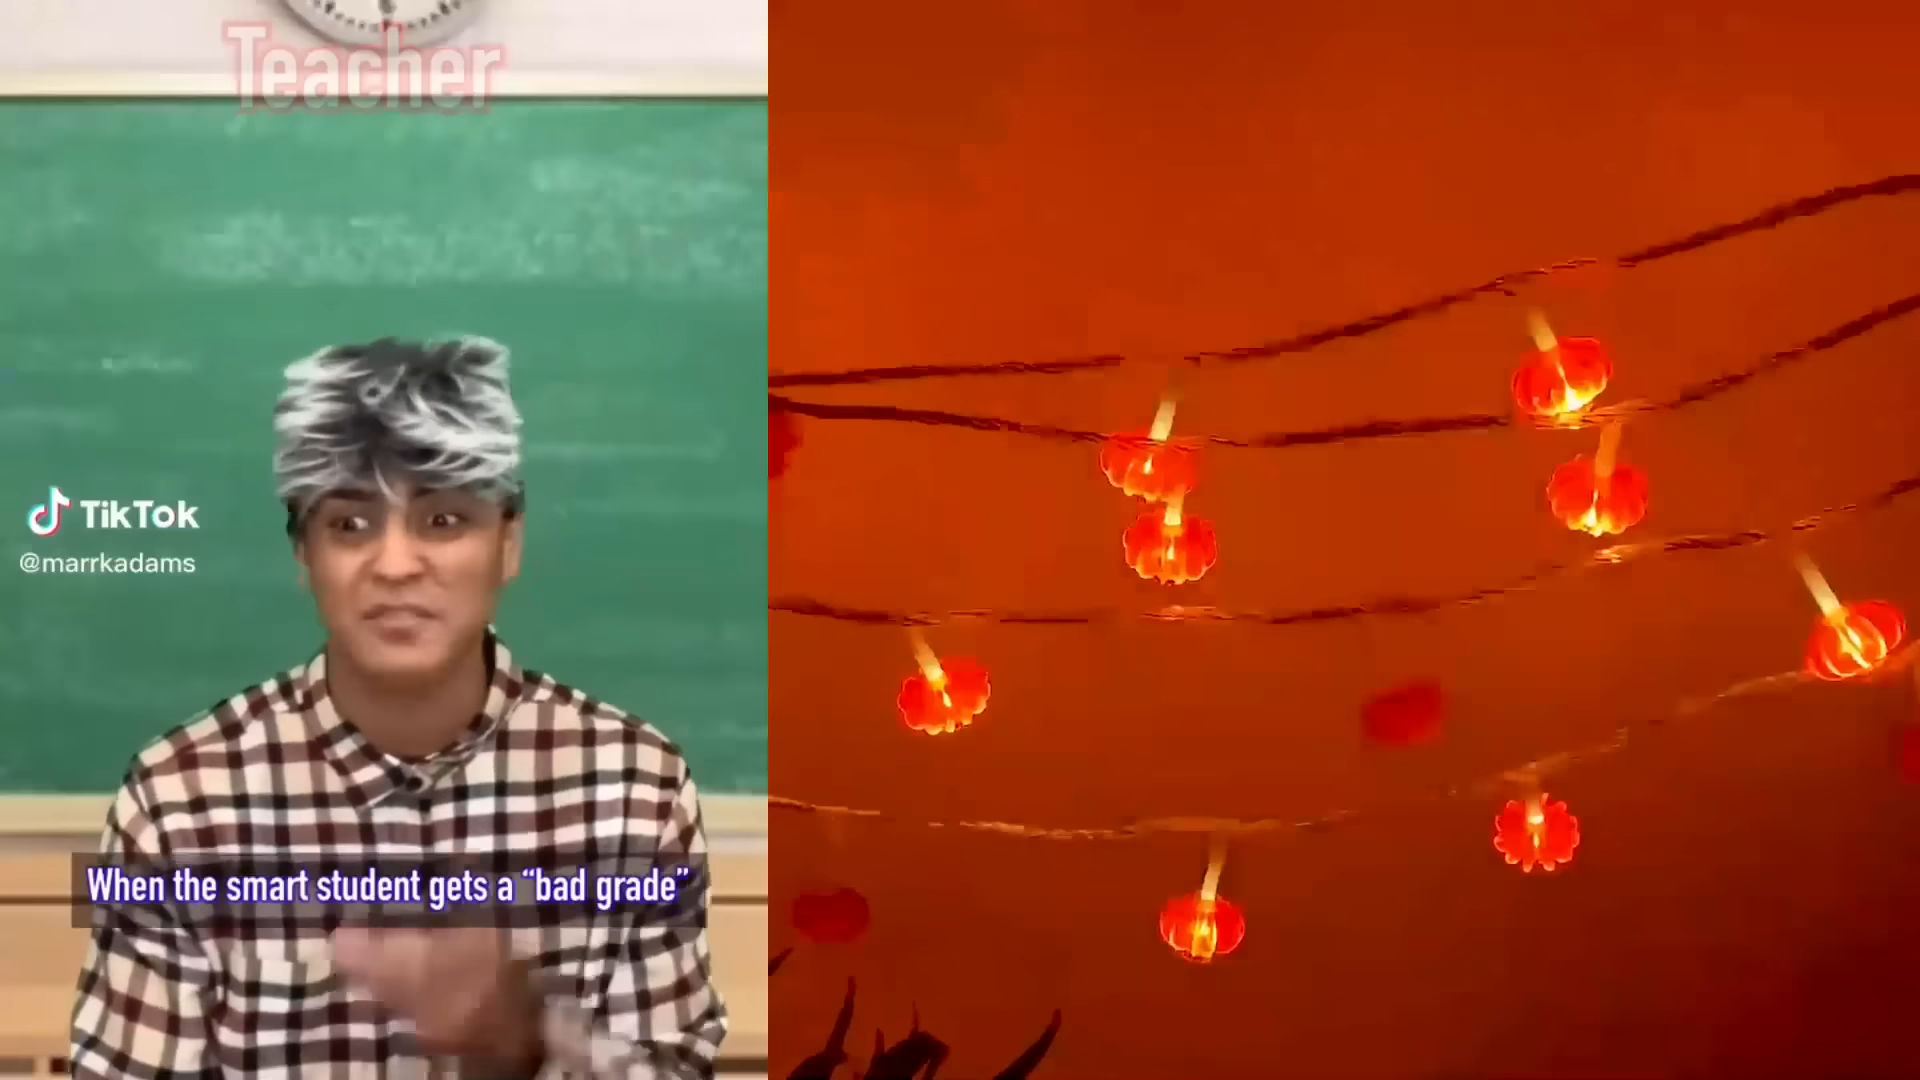 Teacher
TikTok
@marrkadams
When the smart student gets a “bad grade”